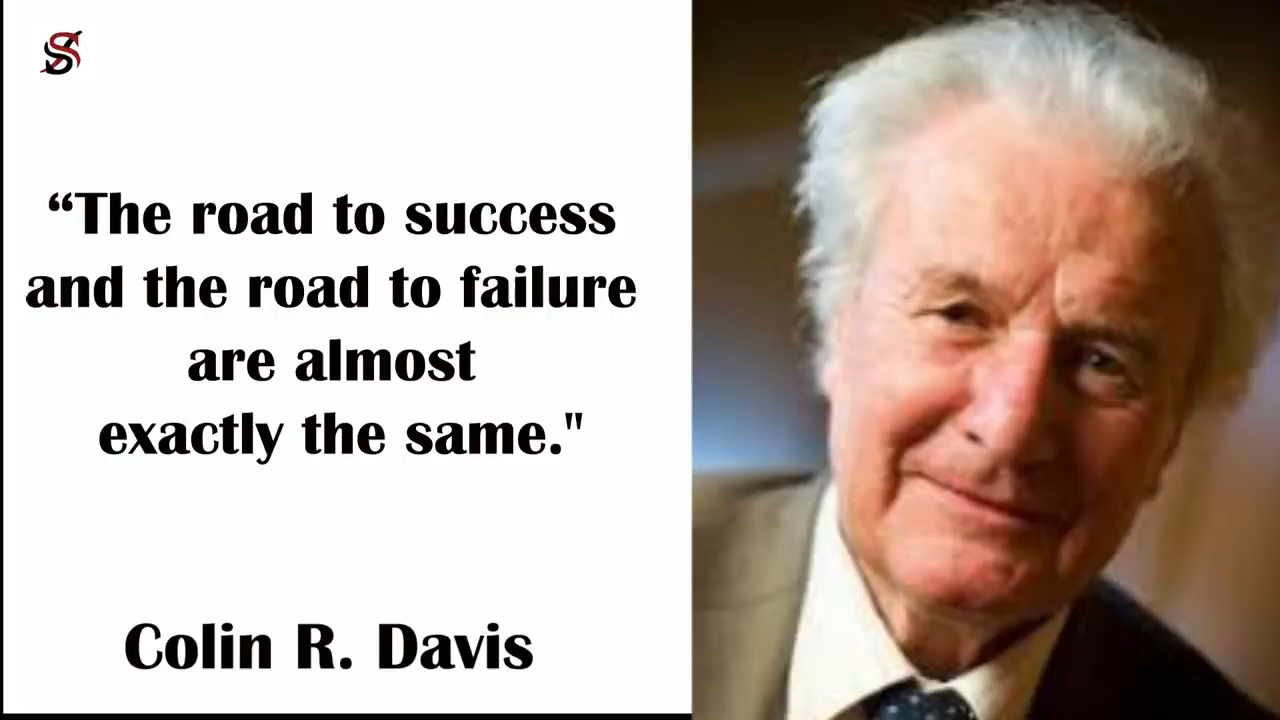 “The road to success
and the road to failure
are almost
exactly the same."
Colin R. Davis